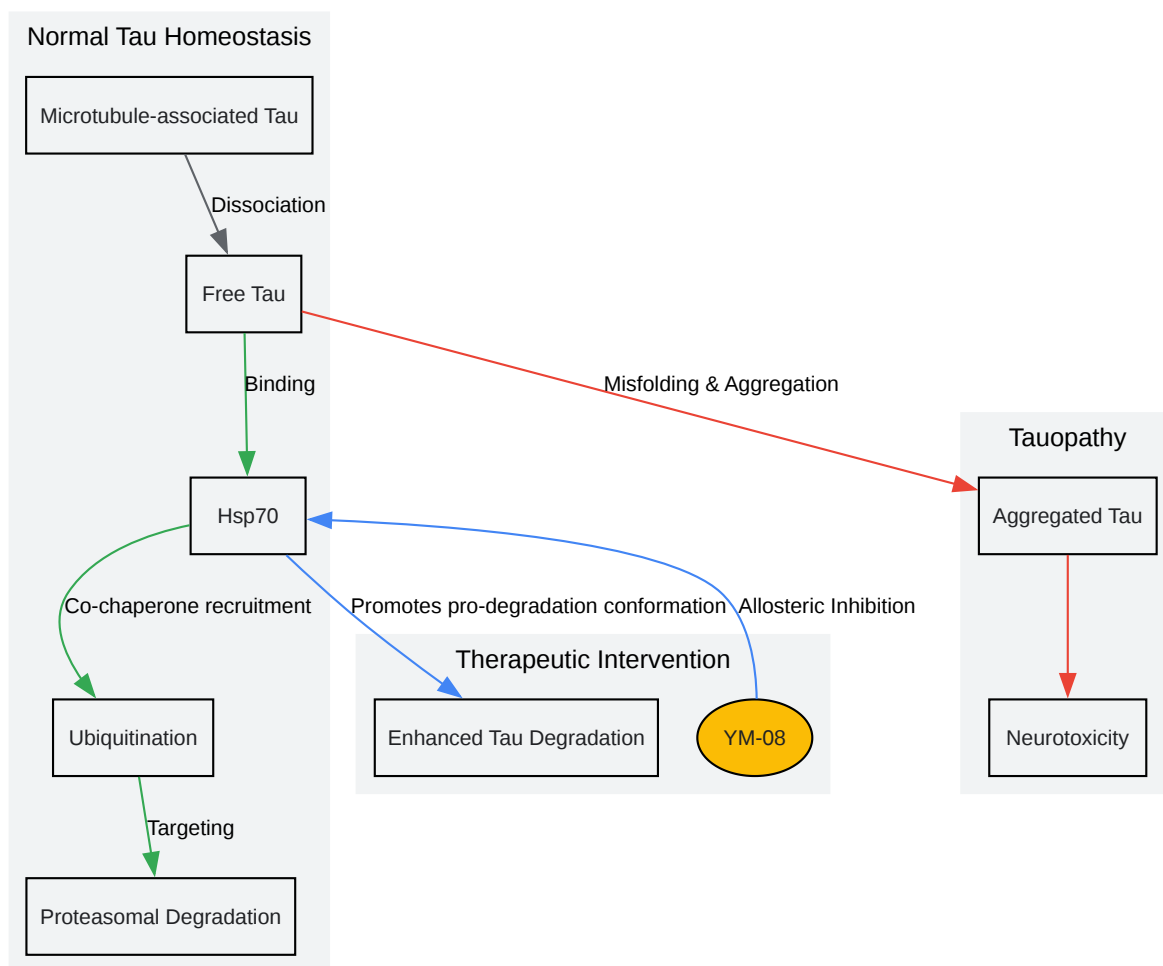 Normal Tau Homeostasis
Microtubule-associated Tau
Dissociation
Free Tau
Binding
Misfolding & Aggregation
Tauopathy
Hsp70
Aggregated Tau
Co-chaperone recruitment
Promotes pro-degradation conformation
Allosteric Inhibition
Therapeutic Intervention
Ubiquitination
Enhanced Tau Degradation
YM-08
Neurotoxicity
Targeting
Proteasomal Degradation